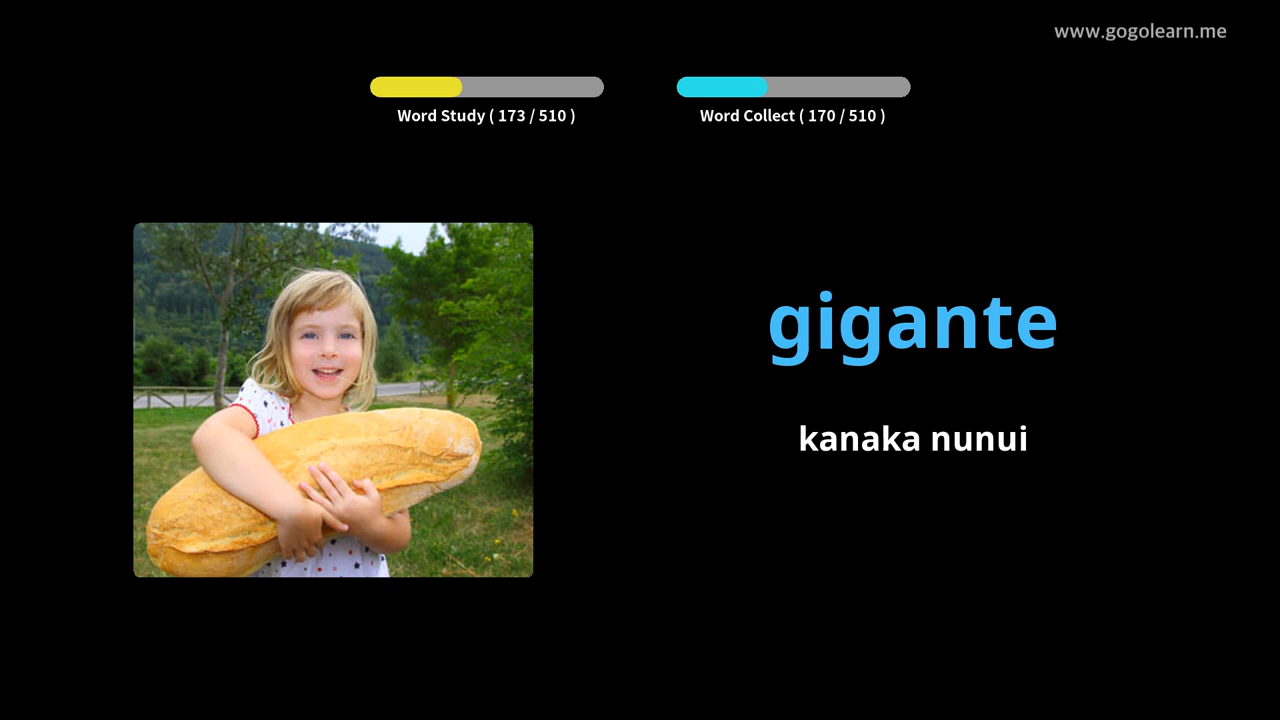 www.gogolearn.me
Word Study ( 173 / 510 )
Word Collect ( 170 / 510 )
gigante
kanaka nunui